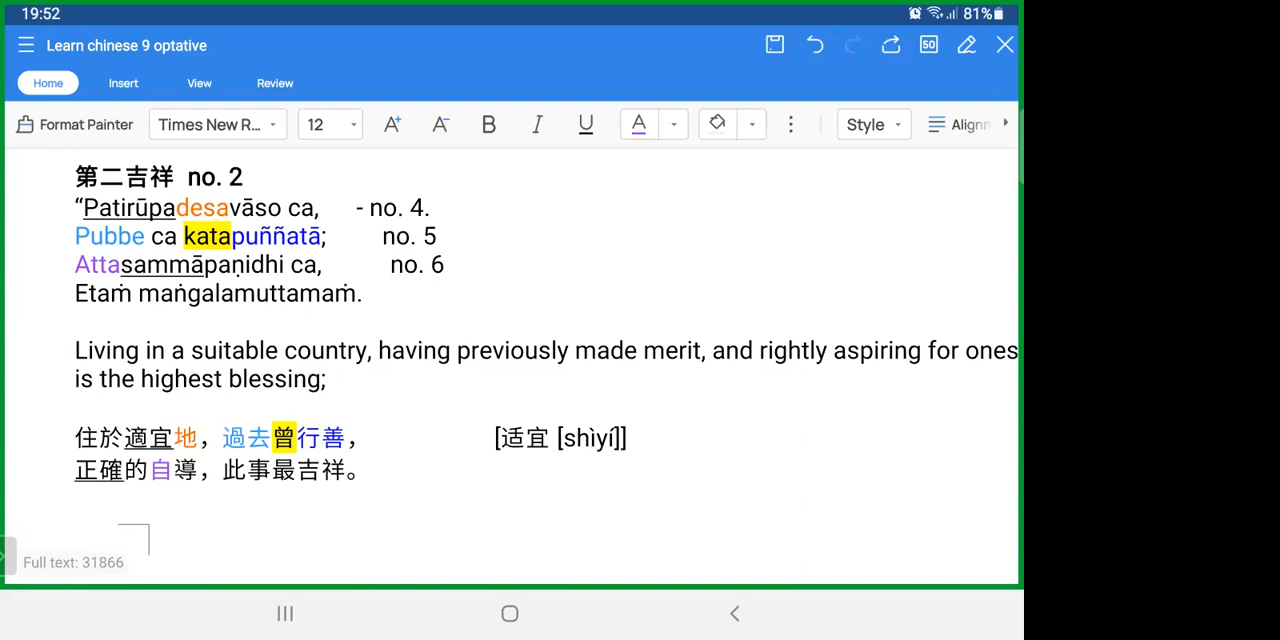 19:52
81%
Learn chinese 9 optative
50
Home Insert View Review
Format Painter Times New R... 12 A+ A- B I U A Style Alignn
第二吉祥 no. 2
“Patirūpadesavāso ca, - no. 4.
Pubbe ca katapuññatā; no. 5
Attasammāpaṇidhi ca, no. 6
Etaṁ maṅgalamuttamaṁ.
Living in a suitable country, having previously made merit, and rightly aspiring for ones
is the highest blessing;
住於適宜地，過去曾行善， [适宜 [shìyí]]
正確的自導，此事最吉祥。
Full text: 31866